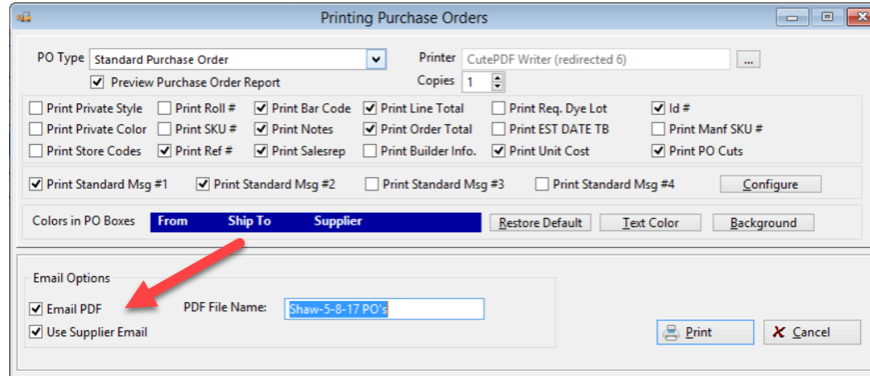 Printing Purchase Orders
PO Type Standard Purchase Order Printer CutePDF Writer (redirected 6) ...
Preview Purchase Order Report Copies 1
Print Private Style Print Roll # Print Bar Code Print Line Total Print Req. Dye Lot Id #
Print Private Color Print SKU # Print Notes Print Order Total Print EST DATE TB Print Manf SKU #
Print Store Codes Print Ref # Print Salesrep Print Builder Info. Print Unit Cost Print PO Cuts
Print Standard Msg #1 Print Standard Msg #2 Print Standard Msg #3 Print Standard Msg #4 Configure
Colors in PO Boxes From Ship To Supplier Restore Default Text Color Background
Email Options
Email PDF PDF File Name: Shaw-5-8-17 PO's
Use Supplier Email Print Cancel